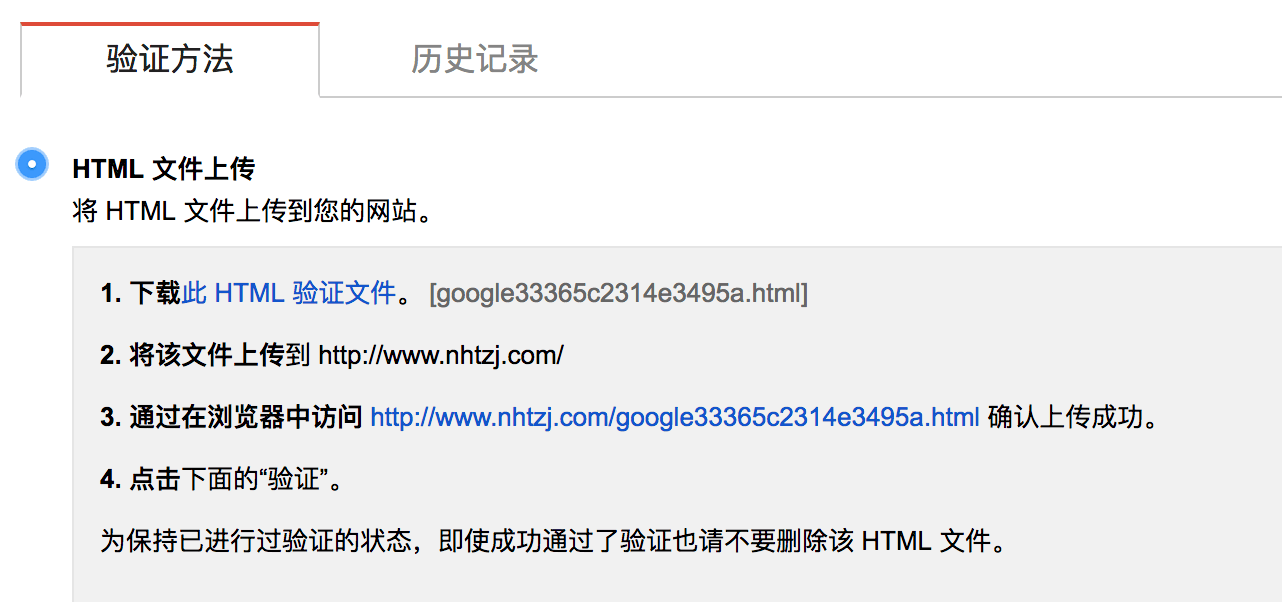 验证方法 历史记录
HTML 文件上传
将 HTML 文件上传到您的网站。
1. 下载此 HTML 验证文件。 [google33365c2314e3495a.html]
2. 将该文件上传到 http://www.nhtzj.com/
3. 通过在浏览器中访问 http://www.nhtzj.com/google33365c2314e3495a.html 确认上传成功。
4. 点击下面的“验证”。
为保持已进行过验证的状态，即使成功通过了验证也请不要删除该 HTML 文件。